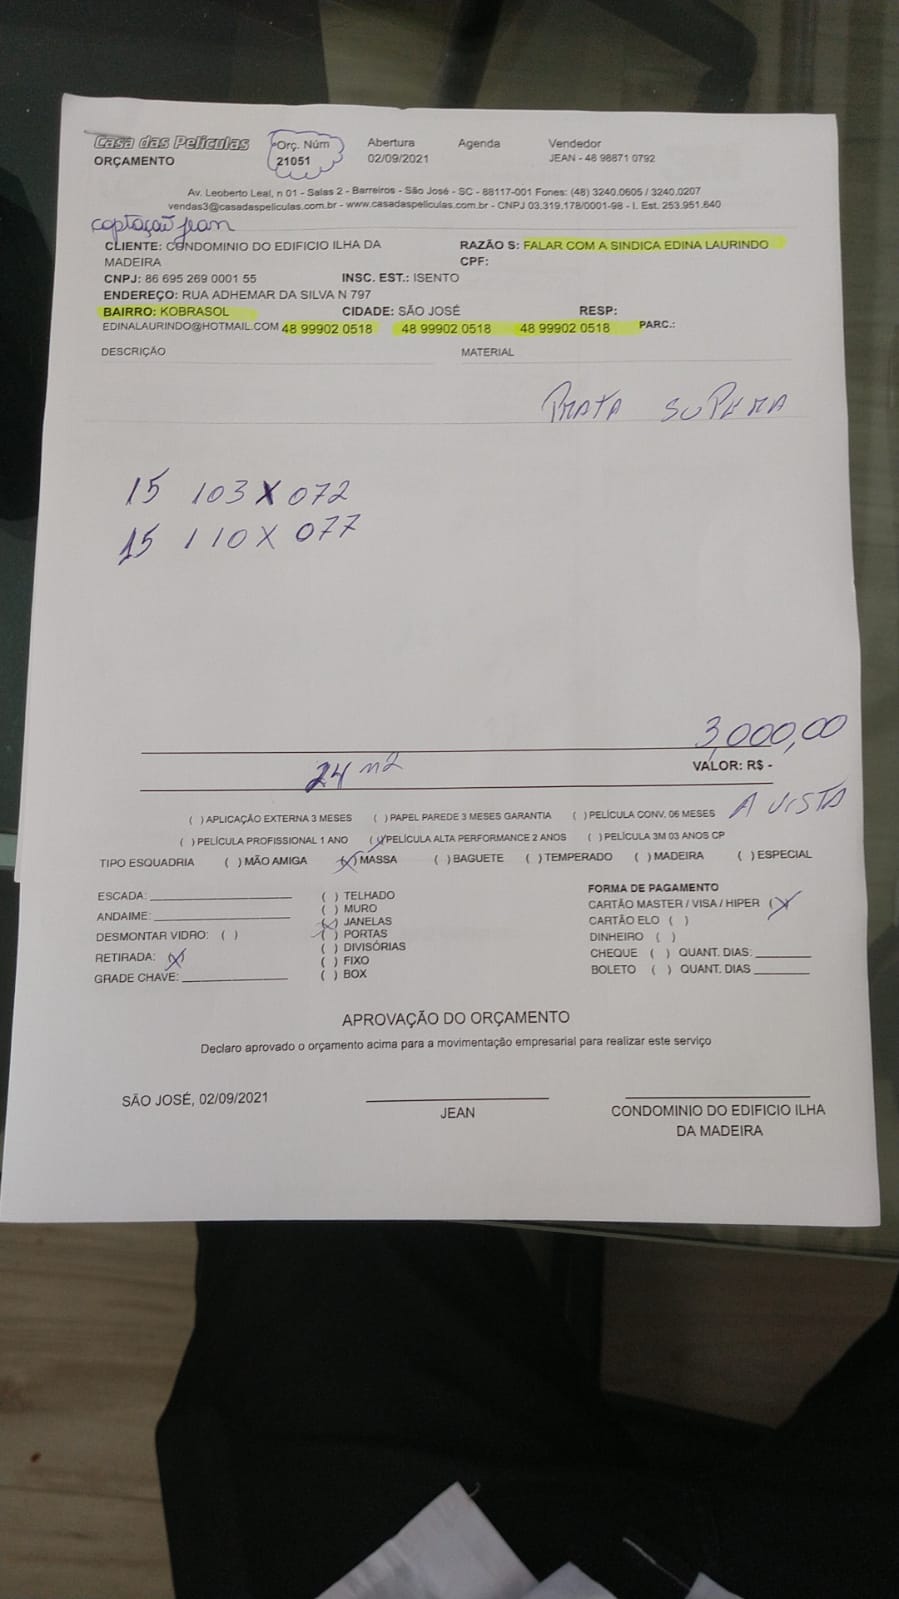 Casa das Películas
ORÇAMENTO
Orç. Núm
21051
Abertura
02/09/2021
Agenda
Vendedor
JEAN - 48 98871 0792
Av. Leoberto Leal, n 01 - Salas 2 - Barreiros - São José - SC - 88117-001 Fones: (48) 3240.0605 / 3240.0207
vendas3@casadaspeliculas.com.br - www.casadaspeliculas.com.br - CNPJ 03.319.178/0001-98 - I. Est. 253.951.640
captação Jean
CLIENTE: CONDOMINIO DO EDIFICIO ILHA DA
MADEIRA
RAZÃO S: FALAR COM A SINDICA EDINA LAURINDO
CPF:
CNPJ: 86 695 269 0001 55 INSC. EST.: ISENTO
ENDEREÇO: RUA ADHEMAR DA SILVA N 797
BAIRRO: KOBRASOL CIDADE: SÃO JOSÉ RESP:
EDINALAURINDO@HOTMAIL.COM 48 99902 0518 48 99902 0518 48 99902 0518 PARC.:
DESCRIÇÃO MATERIAL
PRATA SUPREMA
15 103 X 072
15 110 X 077
3,000,00
24 m2
VALOR: R$ -
A VISTA
( ) APLICAÇÃO EXTERNA 3 MESES ( ) PAPEL PAREDE 3 MESES GARANTIA ( ) PELÍCULA CONV. 06 MESES
( ) PELÍCULA PROFISSIONAL 1 ANO ( ) PELÍCULA ALTA PERFORMANCE 2 ANOS ( ) PELÍCULA 3M 03 ANOS CP
TIPO ESQUADRIA ( ) MÃO AMIGA (X) MASSA ( ) BAGUETE ( ) TEMPERADO ( ) MADEIRA ( ) ESPECIAL
ESCADA:
ANDAIME:
DESMONTAR VIDRO: ( )
RETIRADA: X
GRADE CHAVE:
( ) TELHADO
( ) MURO
(X) JANELAS
( ) PORTAS
( ) DIVISÓRIAS
( ) FIXO
( ) BOX
FORMA DE PAGAMENTO
CARTÃO MASTER / VISA / HIPER (X)
CARTÃO ELO ( )
DINHEIRO ( )
CHEQUE ( ) QUANT. DIAS:
BOLETO ( ) QUANT. DIAS
APROVAÇÃO DO ORÇAMENTO
Declaro aprovado o orçamento acima para a movimentação empresarial para realizar este serviço
SÃO JOSÉ, 02/09/2021
JEAN
CONDOMINIO DO EDIFICIO ILHA
DA MADEIRA